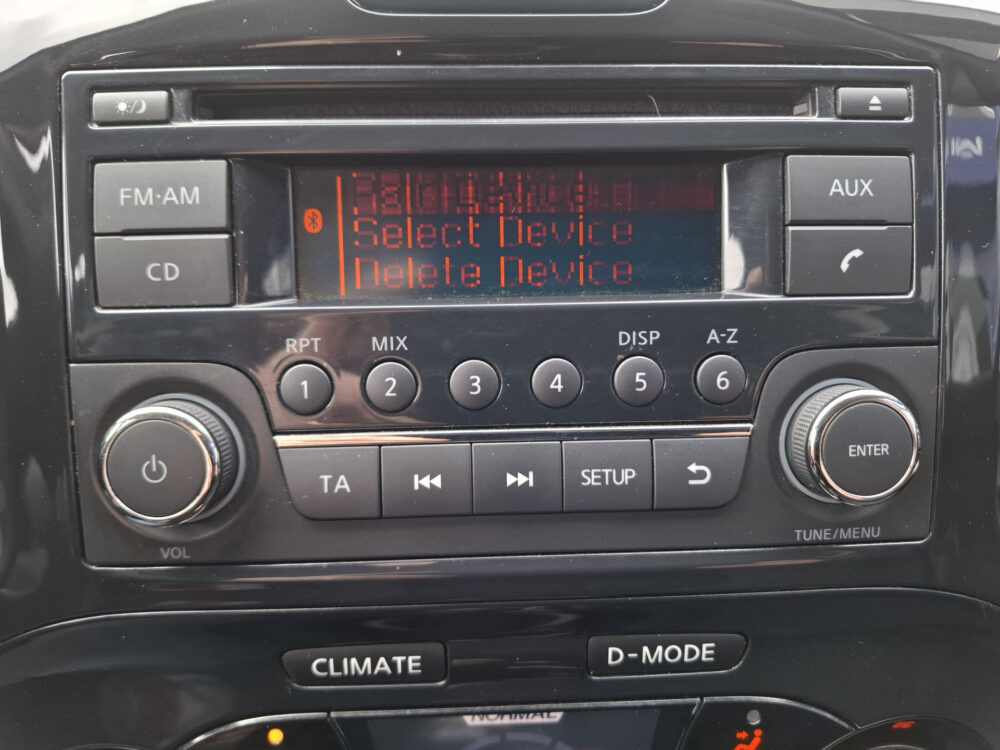 FM·AM
AUX
Select Device
CD
Delete Device
RPT
MIX
DISP
A-Z
1
2
3
4
5
6
ENTER
TA
SETUP
VOL
TUNE/MENU
CLIMATE
D-MODE
NORMAL